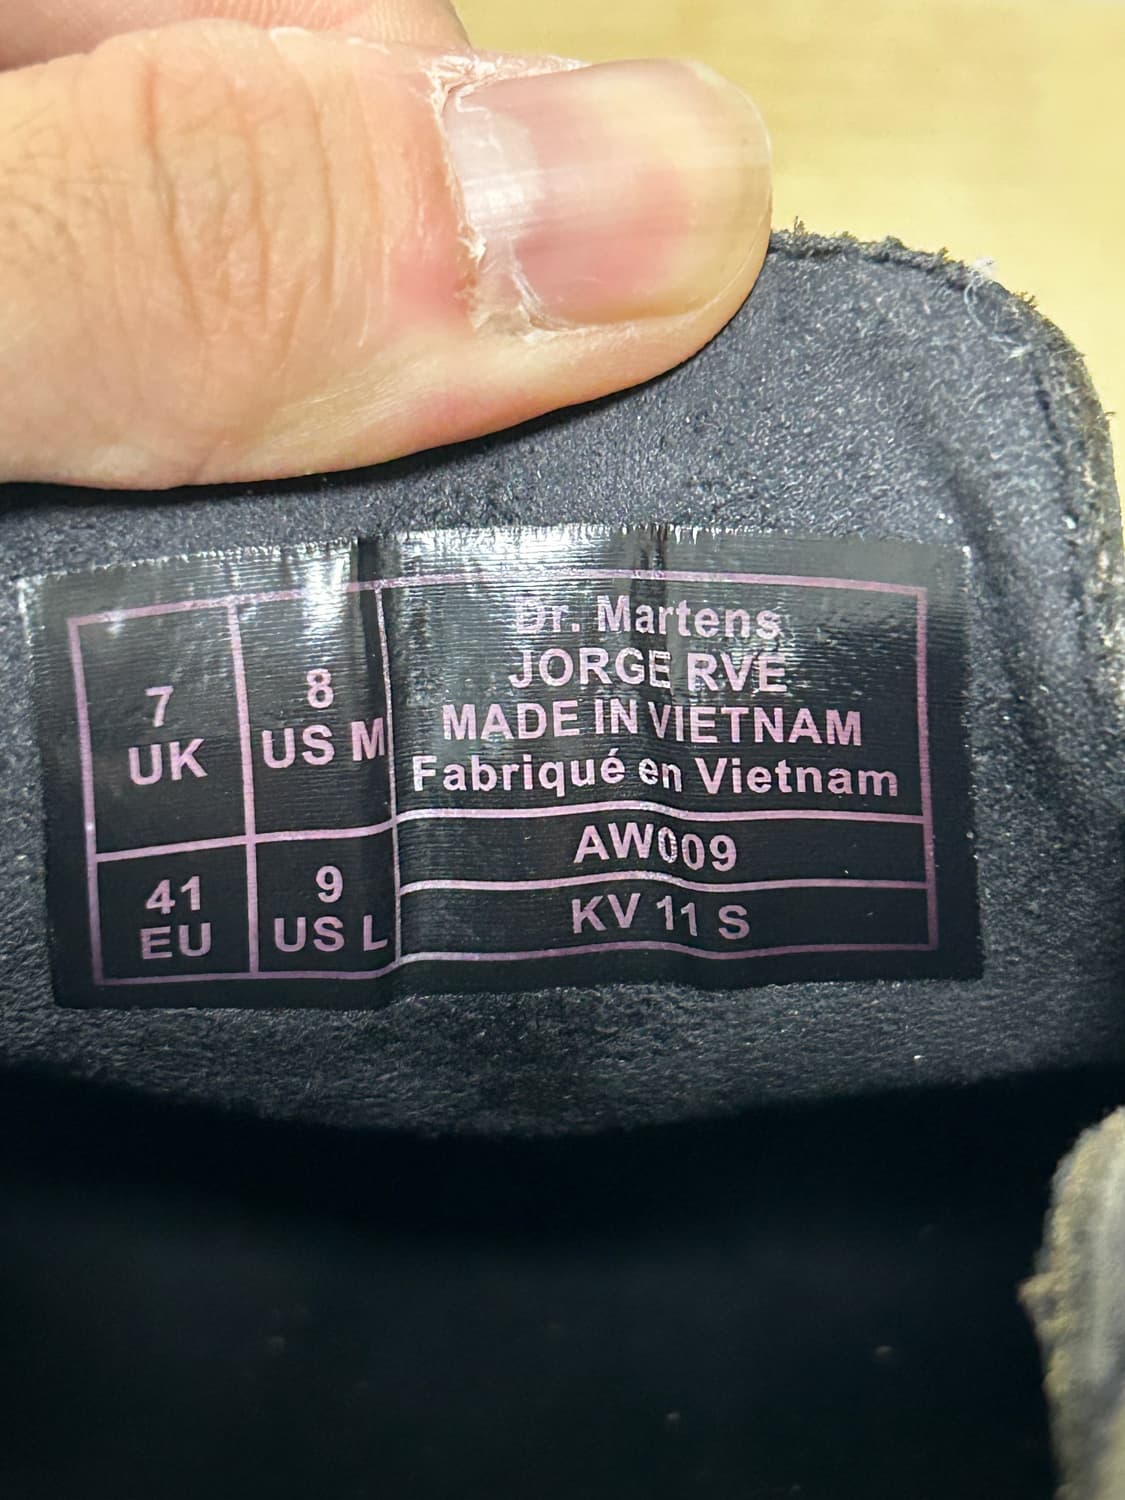 7
UK
8
US M
41
EU
9
US L
Dr. Martens
JORGE RVE
MADE IN VIETNAM
Fabriqué en Vietnam
AW009
KV 11 S